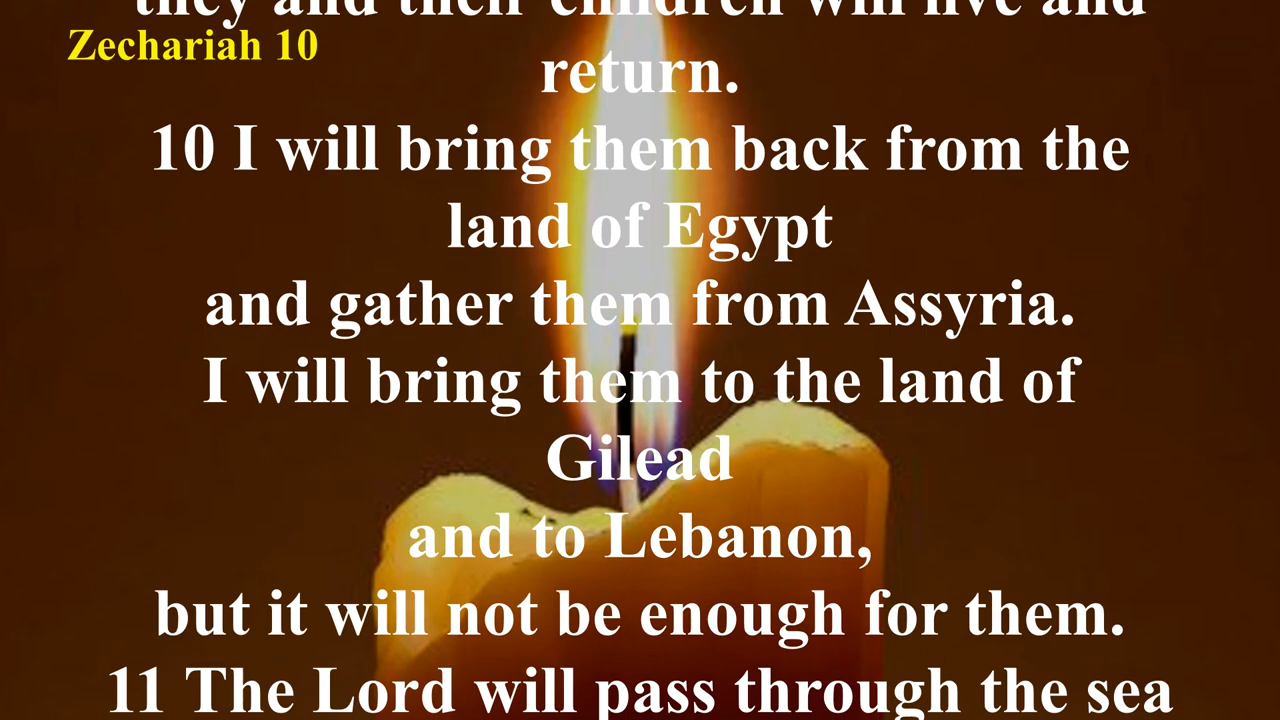 they and their children will live and
Zechariah 10
return.
10 I will bring them back from the
land of Egypt
and gather them from Assyria.
I will bring them to the land of
Gilead
and to Lebanon,
but it will not be enough for them.
11 The Lord will pass through the sea